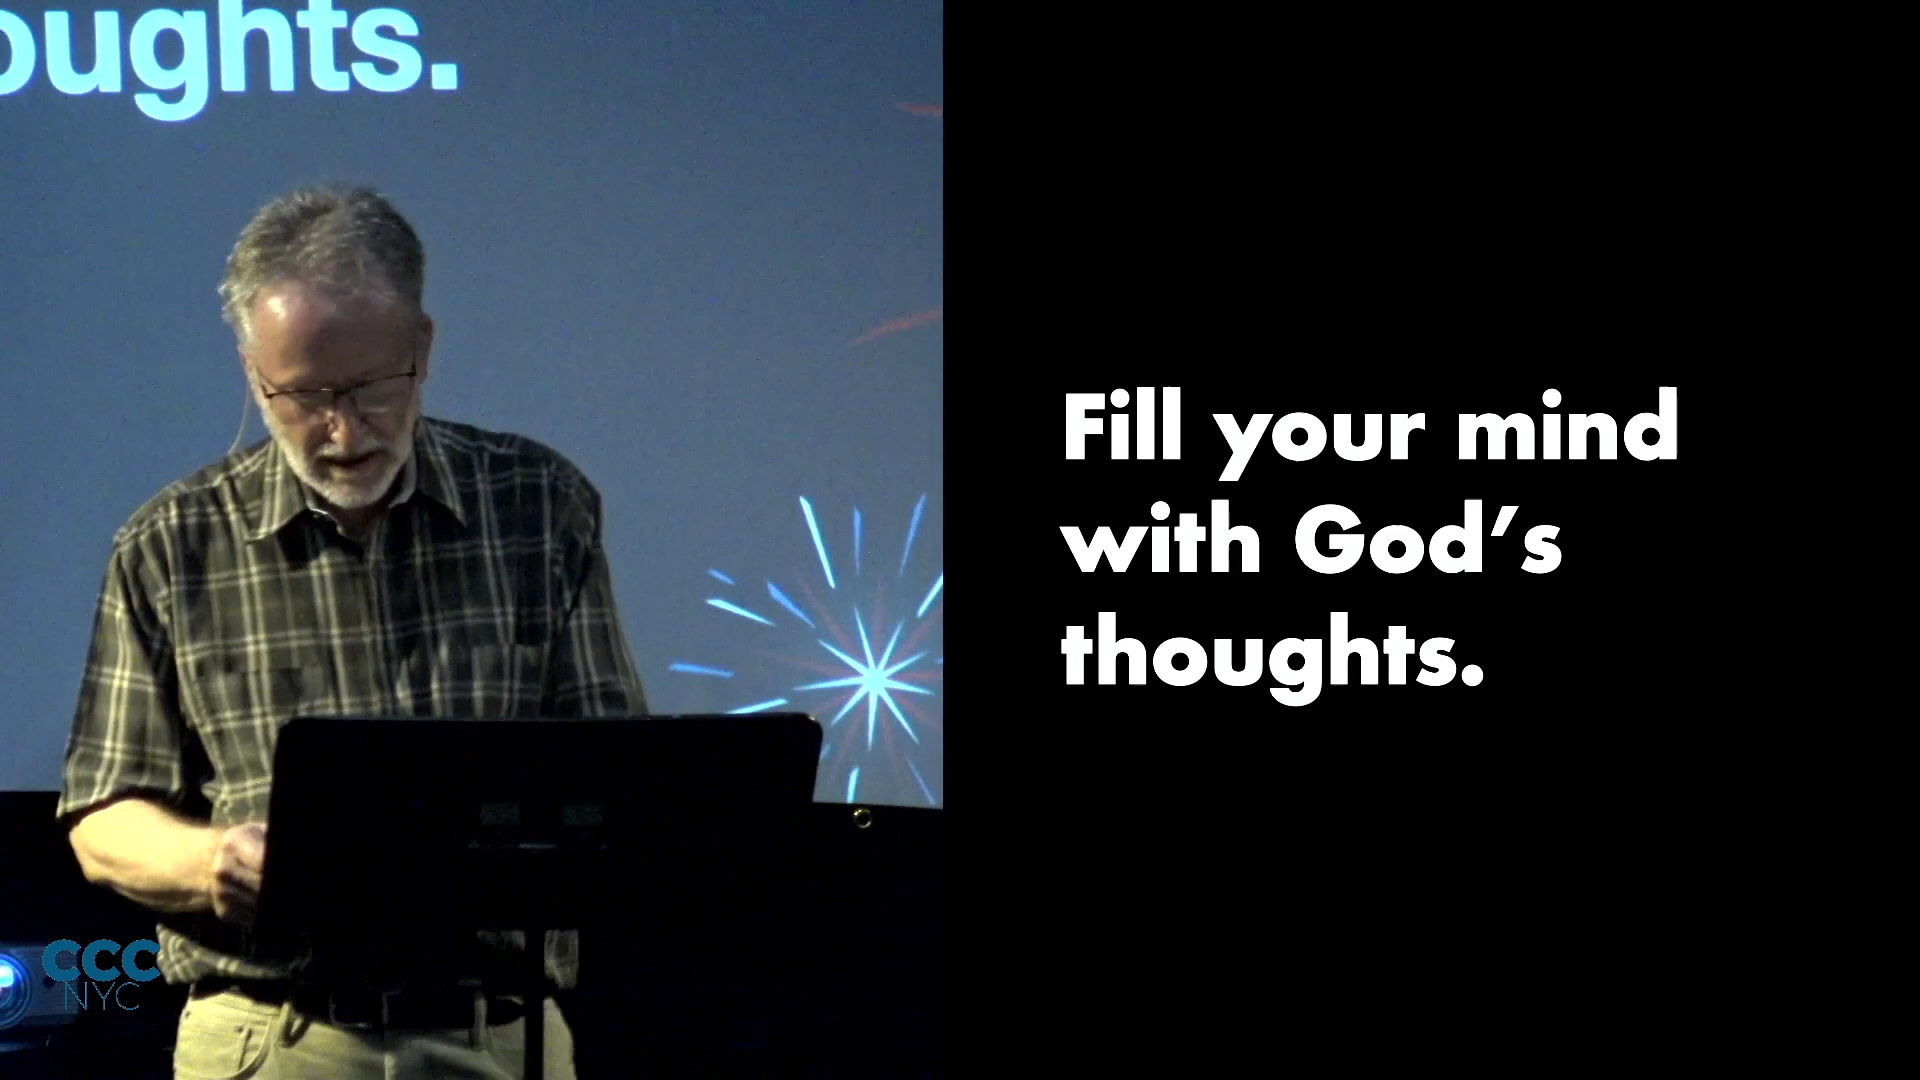 oughts.
Fill your mind
with God’s
thoughts.
CCC
NYC